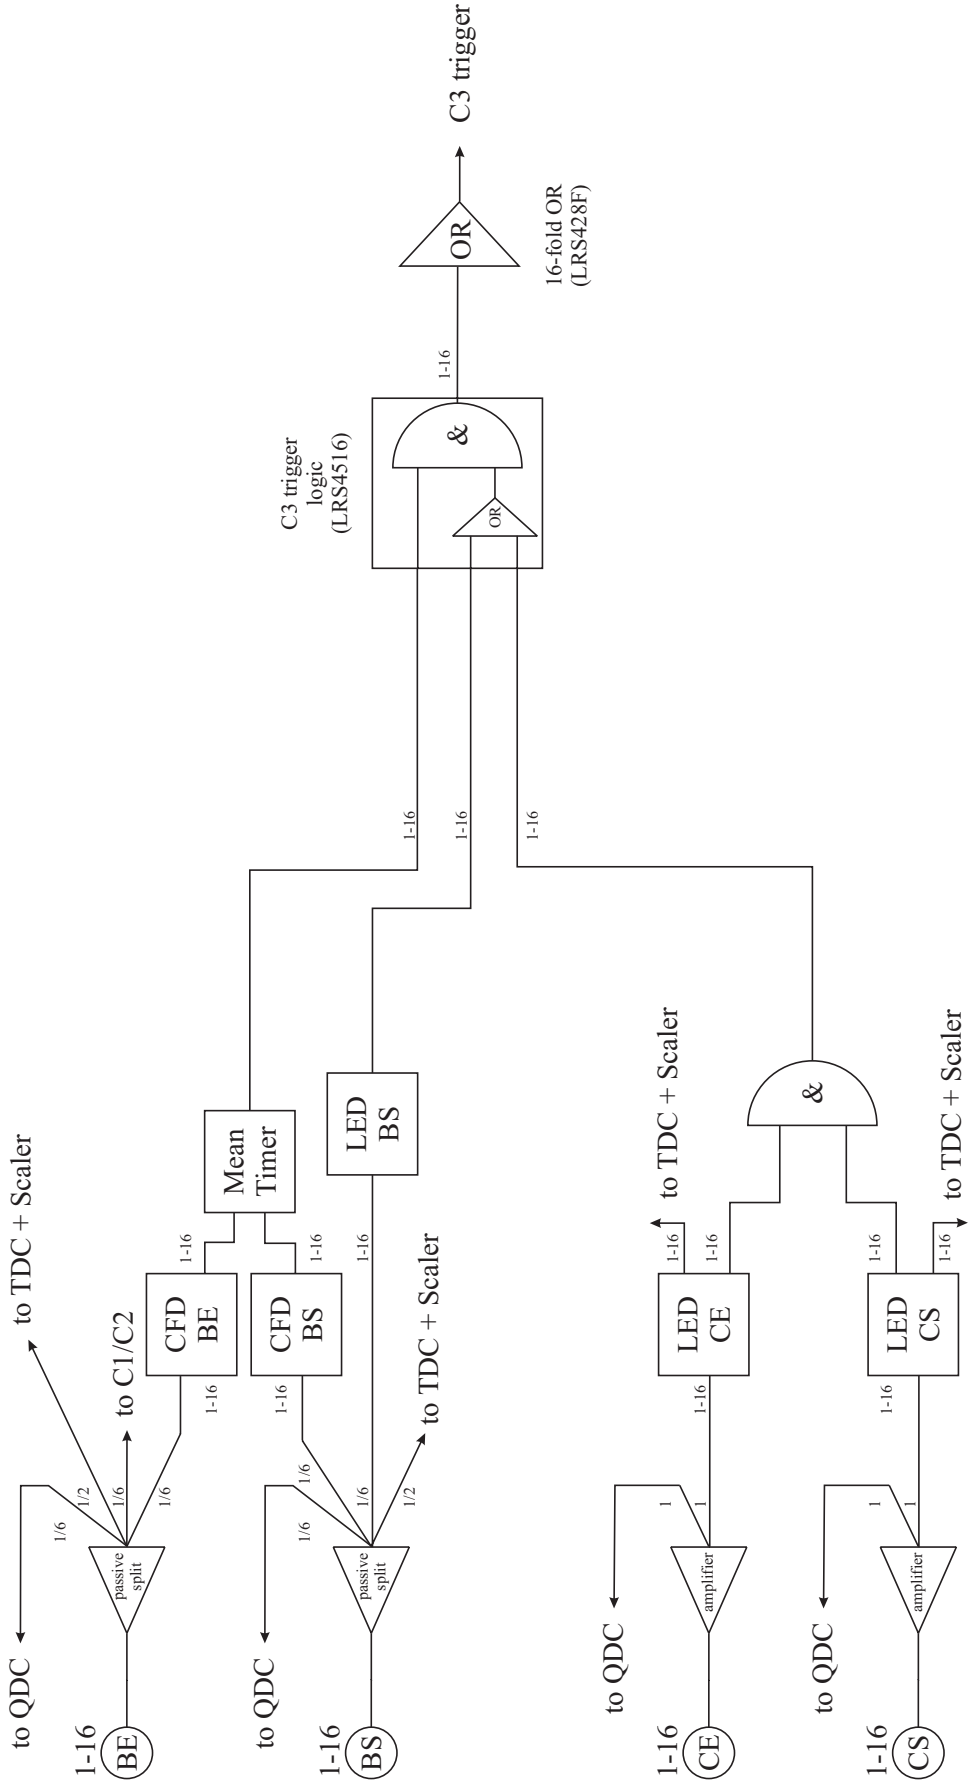 to QDC
1/6
to TDC + Scaler
1/2
1-16
BE
passive
split
1/6
to C1/C2
1/6
1-16
CFD
BE
1-16
Mean
Timer
1-16
to QDC
1/6
1/6
1-16
CFD
BS
1-16
1-16
BS
passive
split
1/6
1-16
LED
BS
1-16
1/2
to TDC + Scaler
C3 trigger
logic
(LRS4516)
&
OR
1-16
OR
C3 trigger
16-fold OR
(LRS428F)
1-16
to QDC
1
1-16
CE
amplifier
1
1-16
LED
CE
1-16
to TDC + Scaler
1-16
&
to QDC
1
1-16
CS
amplifier
1
1-16
LED
CS
1-16
1-16
to TDC + Scaler